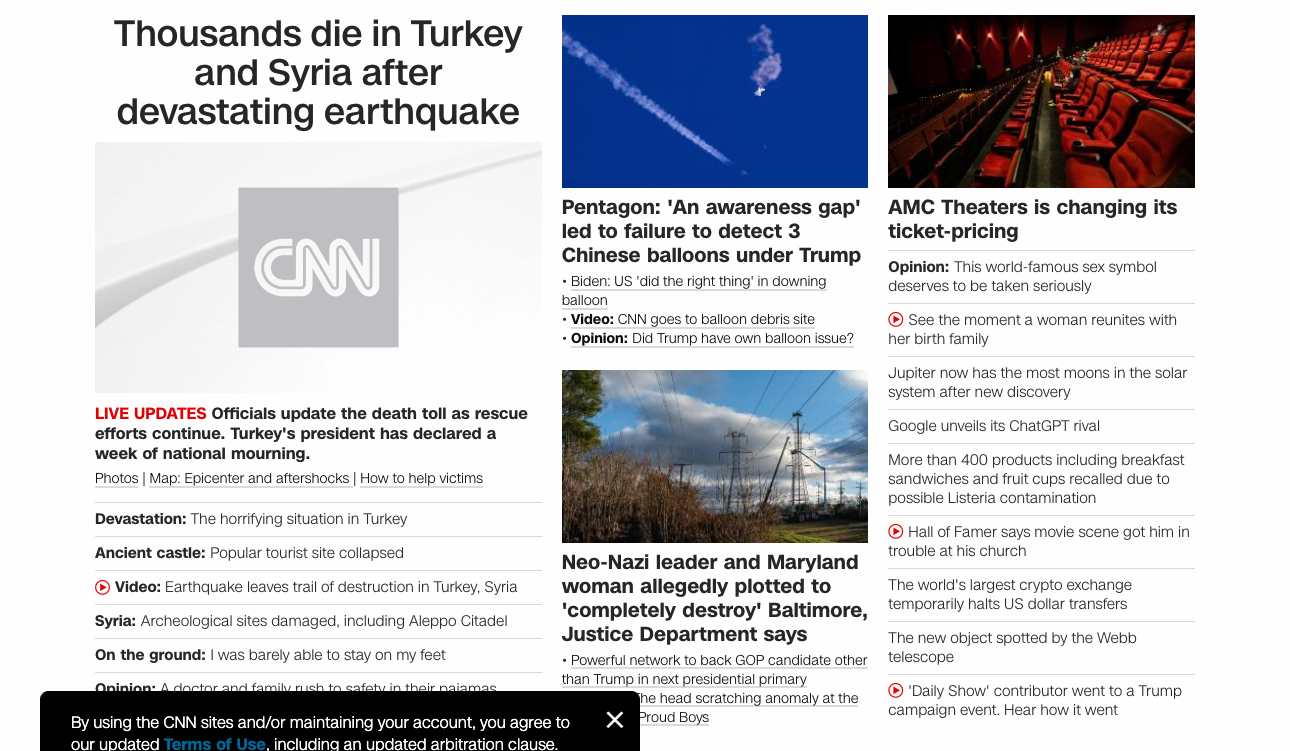 Thousands die in Turkey
and Syria after
devastating earthquake
CNN
LIVE UPDATES Officials update the death toll as rescue
efforts continue. Turkey's president has declared a
week of national mourning.
Photos | Map: Epicenter and aftershocks | How to help victims
Devastation: The horrifying situation in Turkey
Ancient castle: Popular tourist site collapsed
Video: Earthquake leaves trail of destruction in Turkey, Syria
Syria: Archeological sites damaged, including Aleppo Citadel
On the ground: I was barely able to stay on my feet
Opinion: A doctor and family rush to safety in their pajamas
By using the CNN sites and/or maintaining your account, you agree to
our updated Terms of Use, including an updated arbitration clause.
Pentagon: 'An awareness gap'
led to failure to detect 3
Chinese balloons under Trump
• Biden: US 'did the right thing' in downing
balloon
• Video: CNN goes to balloon debris site
• Opinion: Did Trump have own balloon issue?
Neo-Nazi leader and Maryland
woman allegedly plotted to
'completely destroy' Baltimore,
Justice Department says
• Powerful network to back GOP candidate other
than Trump in next presidential primary
The head scratching anomaly at the
Proud Boys
AMC Theaters is changing its
ticket-pricing
Opinion: This world-famous sex symbol
deserves to be taken seriously
See the moment a woman reunites with
her birth family
Jupiter now has the most moons in the solar
system after new discovery
Google unveils its ChatGPT rival
More than 400 products including breakfast
sandwiches and fruit cups recalled due to
possible Listeria contamination
Hall of Famer says movie scene got him in
trouble at his church
The world's largest crypto exchange
temporarily halts US dollar transfers
The new object spotted by the Webb
telescope
'Daily Show' contributor went to a Trump
campaign event. Hear how it went